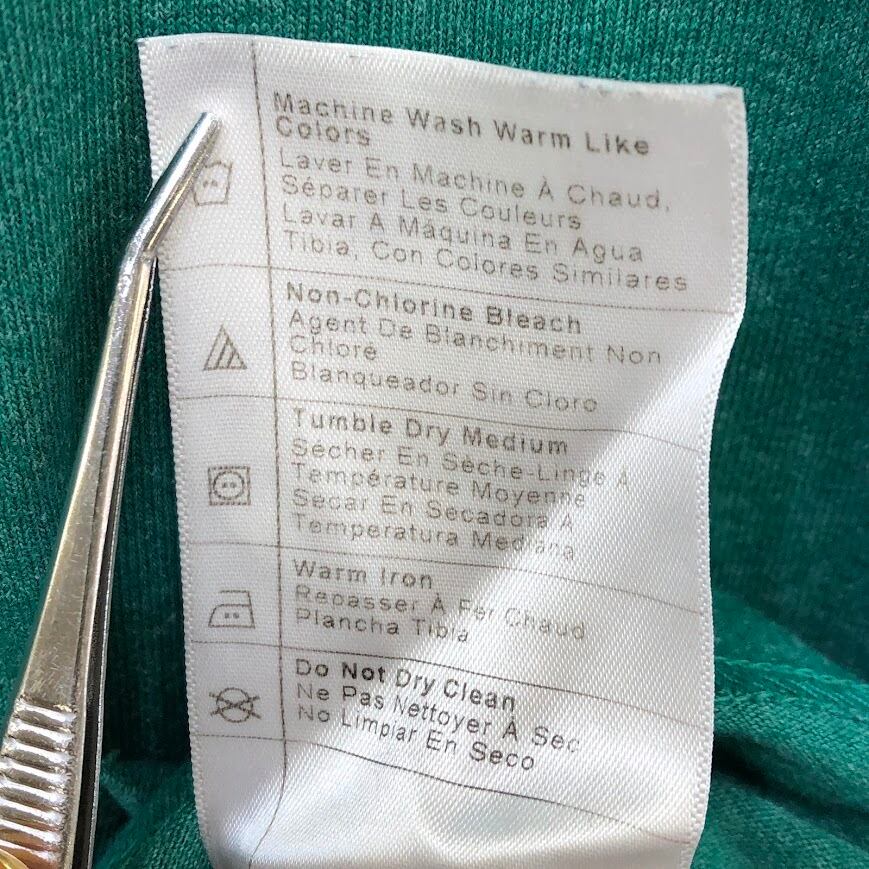 Machine Wash Warm Like
Colors
Laver En Machine À Chaud,
Séparer Les Couleurs
Lavar A Máquina En Agua
Tibia, Con Colores Similares
Non-Chlorine Bleach
Agent De Blanchiment Non
Chlore
Blanqueador Sin Cloro
Tumble Dry Medium
Sécher En Sèche-Linge À
Température Moyenne
Secar En Secadora A
Temperatura Mediana
Warm Iron
Repasser À Fer Chaud
Plancha Tibia
Do Not Dry Clean
Ne Pas Nettoyer À Sec
No Limpiar En Seco